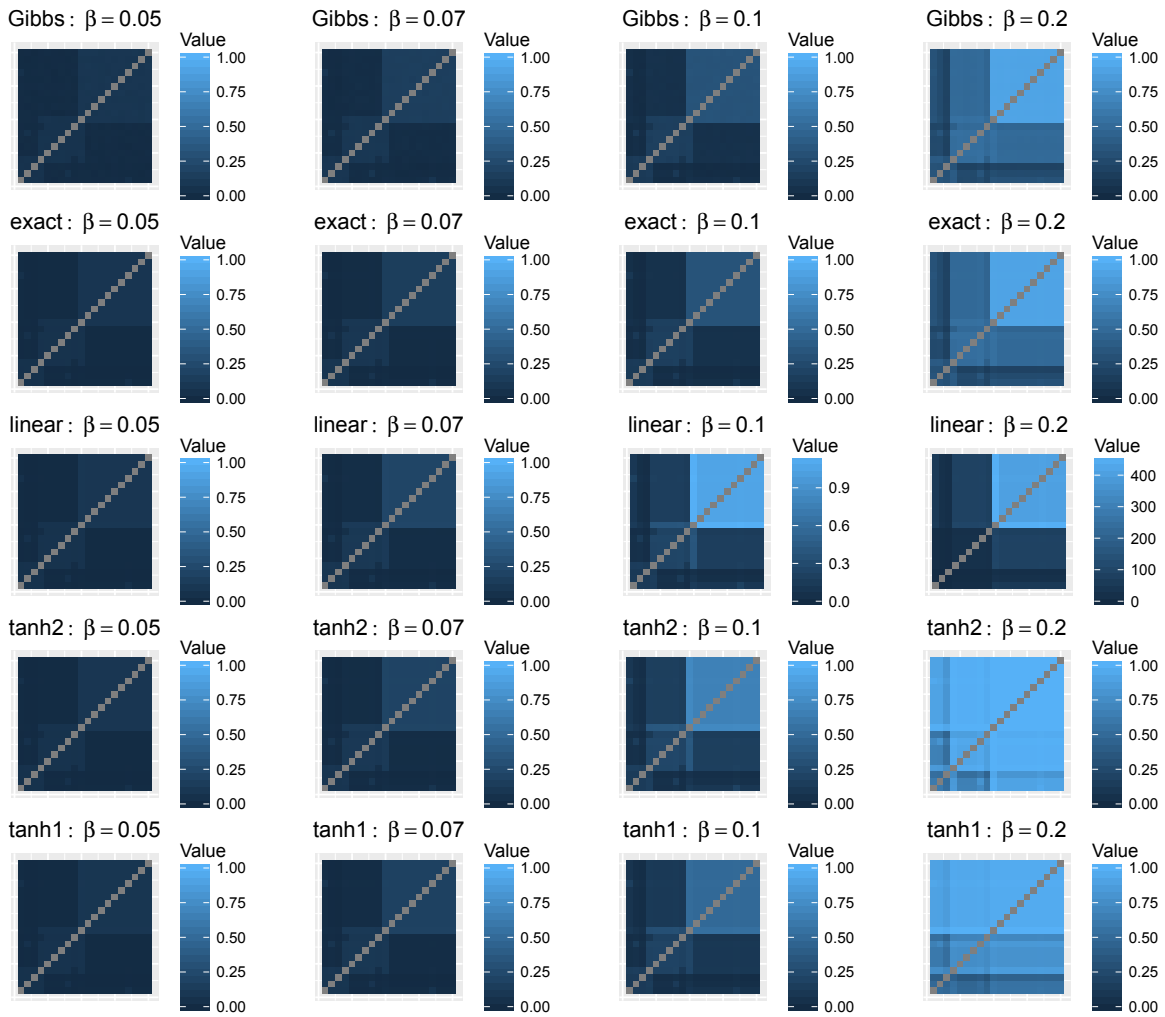 Gibbs : β = 0.05
Value
1.00
0.75
0.50
0.25
0.00
Gibbs : β = 0.07
Value
1.00
0.75
0.50
0.25
0.00
Gibbs : β = 0.1
Value
1.00
0.75
0.50
0.25
0.00
Gibbs : β = 0.2
Value
1.00
0.75
0.50
0.25
0.00
exact : β = 0.05
Value
1.00
0.75
0.50
0.25
0.00
exact : β = 0.07
Value
1.00
0.75
0.50
0.25
0.00
exact : β = 0.1
Value
1.00
0.75
0.50
0.25
0.00
exact : β = 0.2
Value
1.00
0.75
0.50
0.25
0.00
linear : β = 0.05
Value
1.00
0.75
0.50
0.25
0.00
linear : β = 0.07
Value
1.00
0.75
0.50
0.25
0.00
linear : β = 0.1
Value
0.9
0.6
0.3
0.0
linear : β = 0.2
Value
400
300
200
100
0
tanh2 : β = 0.05
Value
1.00
0.75
0.50
0.25
0.00
tanh2 : β = 0.07
Value
1.00
0.75
0.50
0.25
0.00
tanh2 : β = 0.1
Value
1.00
0.75
0.50
0.25
0.00
tanh2 : β = 0.2
Value
1.00
0.75
0.50
0.25
0.00
tanh1 : β = 0.05
Value
1.00
0.75
0.50
0.25
0.00
tanh1 : β = 0.07
Value
1.00
0.75
0.50
0.25
0.00
tanh1 : β = 0.1
Value
1.00
0.75
0.50
0.25
0.00
tanh1 : β = 0.2
Value
1.00
0.75
0.50
0.25
0.00